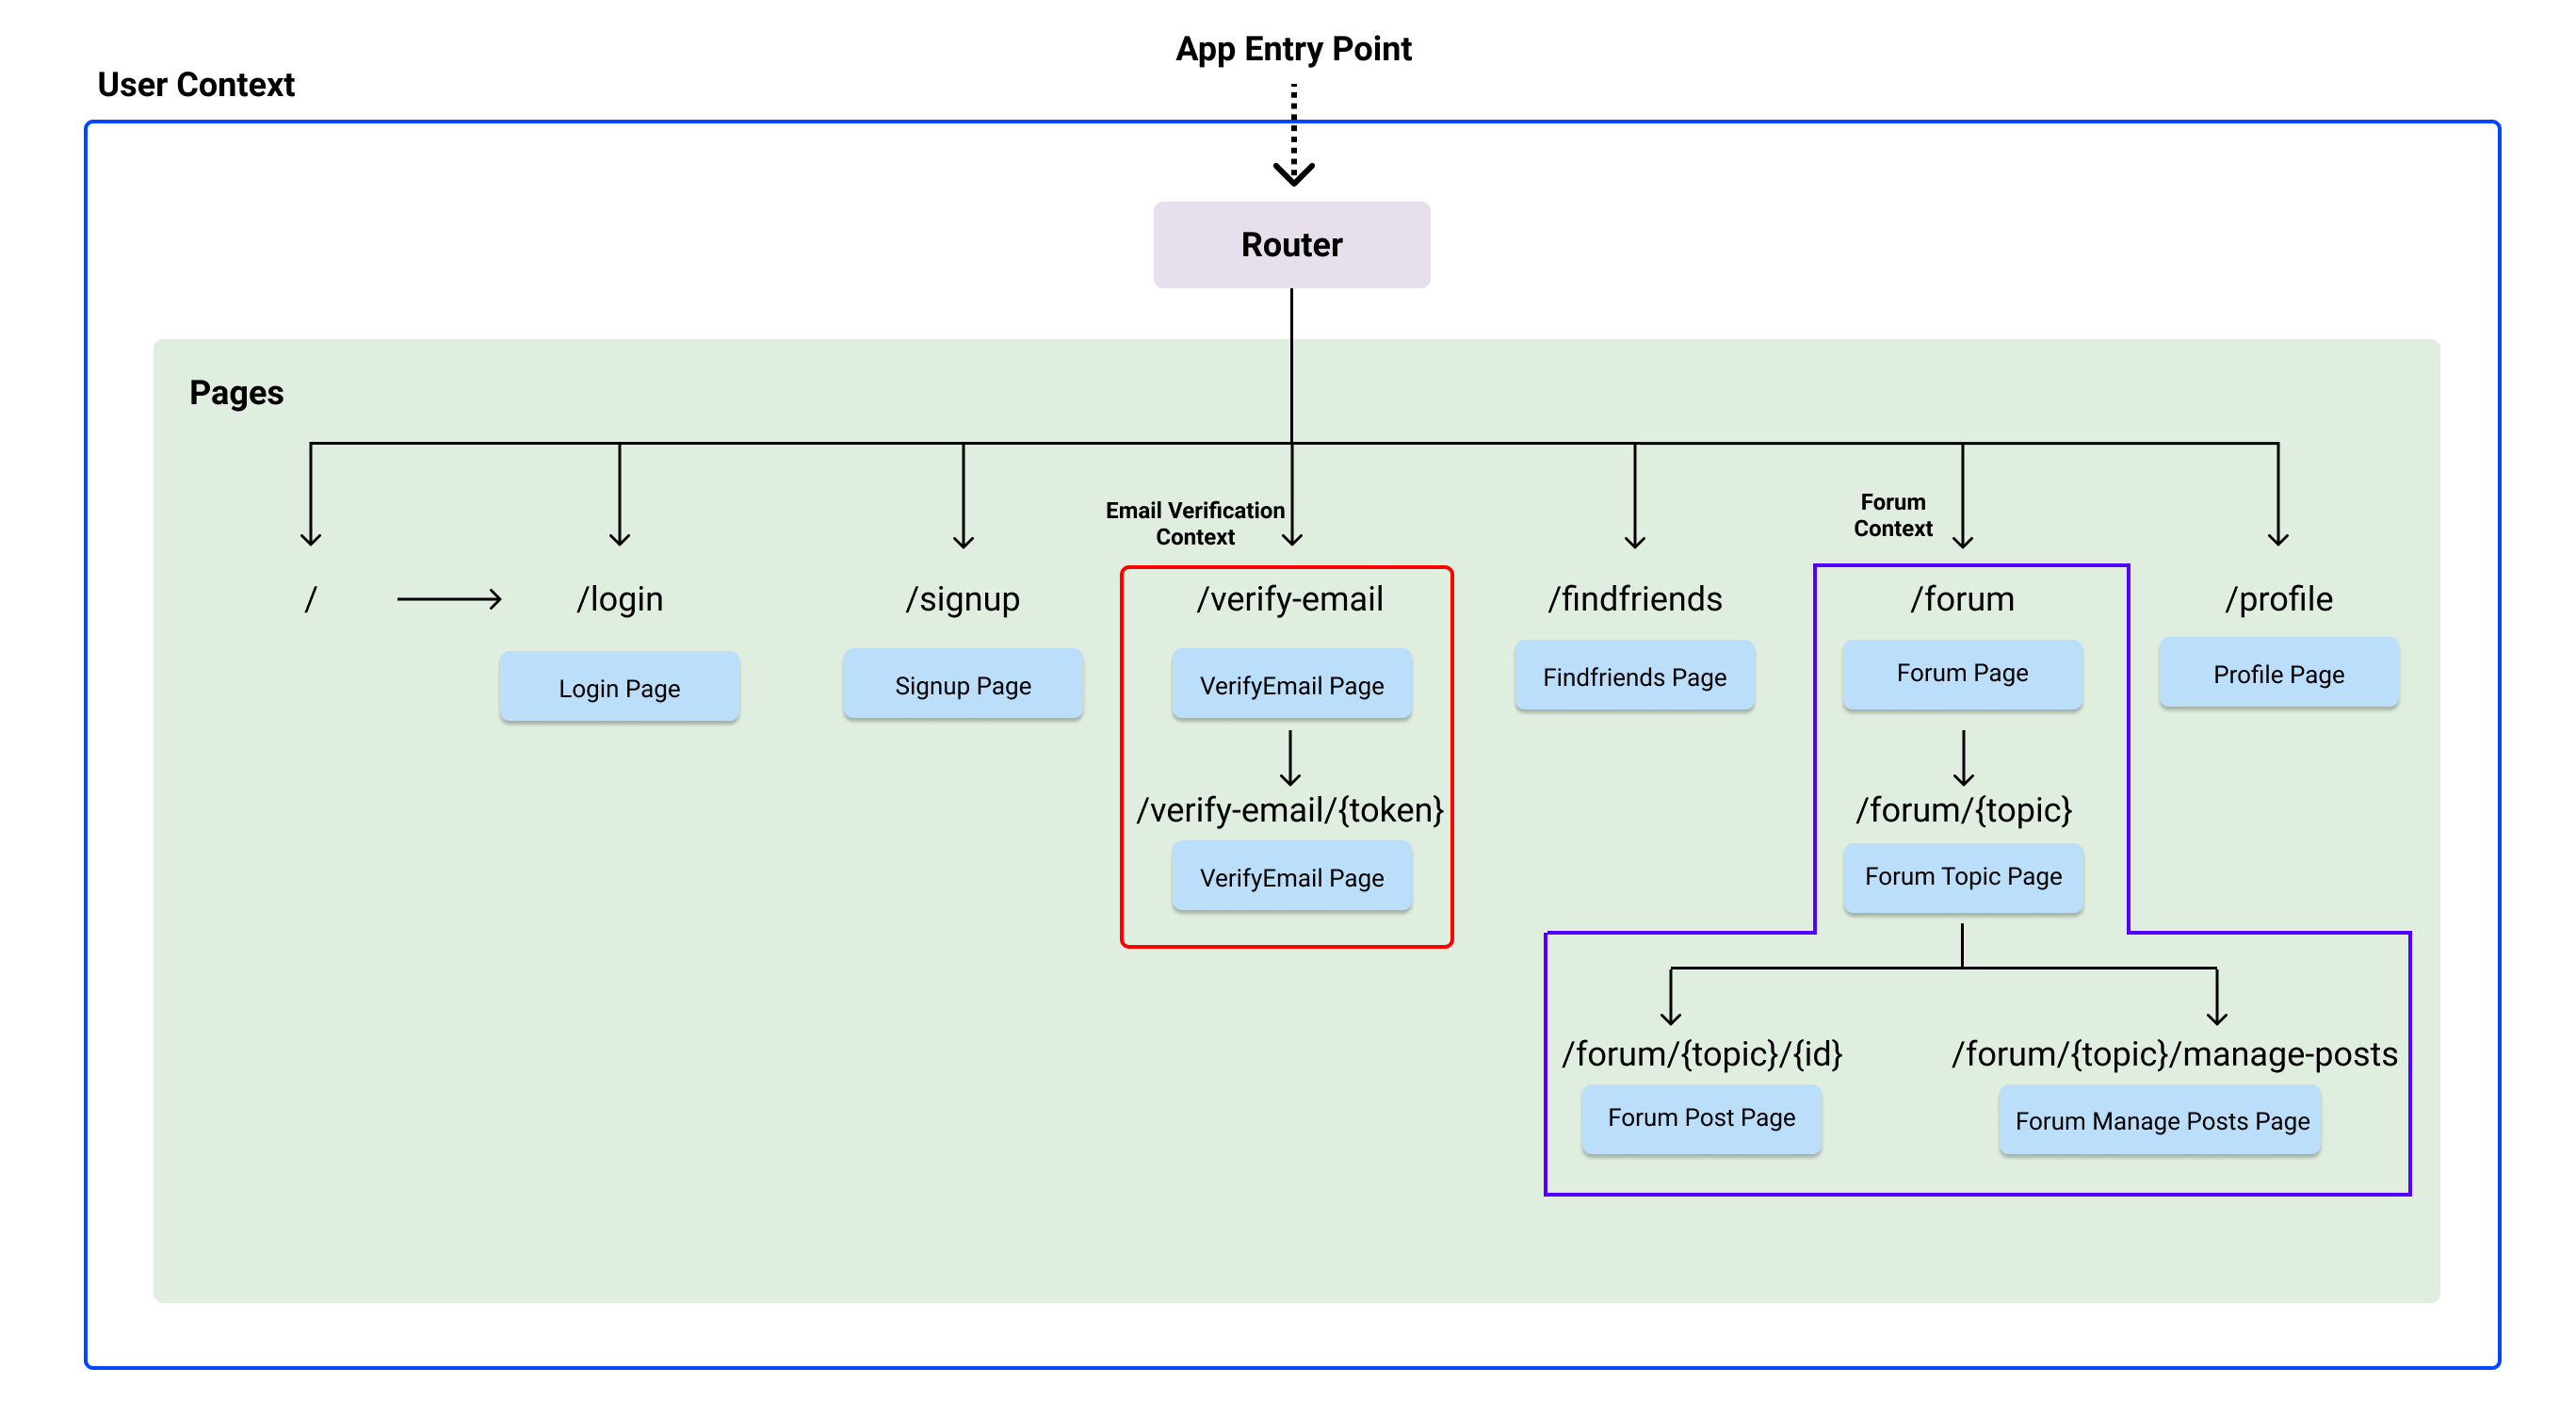 App Entry Point
User Context
Router
Pages
Email Verification
Context
Forum
Context
/
/login
/signup
/verify-email
/findfriends
/forum
/profile
Login Page
Signup Page
VerifyEmail Page
Findfriends Page
Forum Page
Profile Page
/verify-email/{token}
/forum/{topic}
VerifyEmail Page
Forum Topic Page
/forum/{topic}/{id}
/forum/{topic}/manage-posts
Forum Post Page
Forum Manage Posts Page